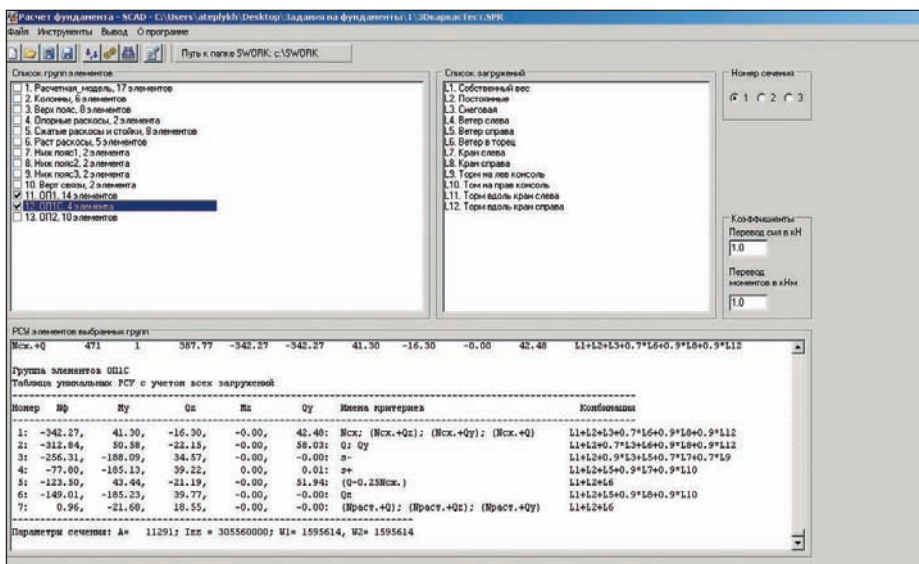 Расчет фундамента - SCAD - C:\Users\ateplykh\Desktop\Задания на фундаменты\1\3DкаркасТест.SPR
Файл Инструменты Вывод О программе
Путь к папке SWORK: c:\SWORK
Список групп элементов
1. Расчетная_модель, 17 элементов
2. Колонны, 6 элементов
3. Верх пояс, 8 элементов
4. Опорные раскосы, 2 элемента
5. Сжатые раскосы и стойки, 8 элементов
6. Раст раскосы, 5 элементов
7. Ниж пояс1, 2 элемента
8. Ниж пояс2, 2 элемента
9. Ниж пояс3, 2 элемента
10. Верт связи, 2 элемента
11. ОП1, 14 элементов
12. ОП1С, 4 элемента
13. ОП2, 10 элементов
Список загружений
L1. Собственный вес
L2. Постоянные
L3. Снеговая
L4. Ветер слева
L5. Ветер справа
L6. Ветер в торец
L7. Кран слева
L8. Кран справа
L9. Торм на лев консоль
L10. Торм на прав консоль
L11. Торм вдоль кран слева
L12. Торм вдоль кран справа
Номер сечения
1 2 3
Коэффициенты
Перевод сил в кН
1.0
Перевод
моментов в кНм
1.0
РСУ элементов выбранных групп
Nсж.+Q 471 1 387.77 -342.27 -342.27 41.30 -16.30 -0.00 42.48 L1+L2+L3+0.7*L6+0.9*L8+0.9*L12
Группа элементов ОП1С
Таблица уникальных РСУ с учетом всех загружений
Номер Nф My Qz Mz Qy Имена критериев Комбинации
1: -342.27, 41.30, -16.30, -0.00, 42.48: Nсж; (Nсж.+Qz); (Nсж.+Qy); (Nсж.+Q) L1+L2+L3+0.7*L6+0.9*L8+0.9*L12
2: -312.84, 50.58, -22.15, -0.00, 58.03: Q; Qy L1+L2+0.7*L3+L6+0.9*L8+0.9*L12
3: -256.31, -188.09, 34.57, -0.00, -0.00: s- L1+L2+0.9*L3+L5+0.7*L7+0.7*L9
4: -77.80, -185.13, 39.22, 0.00, 0.01: s+ L1+L2+L5+0.9*L7+0.9*L10
5: -123.50, 43.44, -21.19, -0.00, 51.94: (Q-0.25Nсж.) L1+L2+L6
6: -149.01, -185.23, 39.77, -0.00, -0.00: Qz L1+L2+L5+0.9*L8+0.9*L10
7: 0.96, -21.68, 18.55, -0.00, -0.00: (Nраст.+Q); (Nраст.+Qz); (Nраст.+Qy) L1+L2+L6
Параметры сечения: A= 11291; Izz = 305560000; W1= 1595614, W2= 1595614